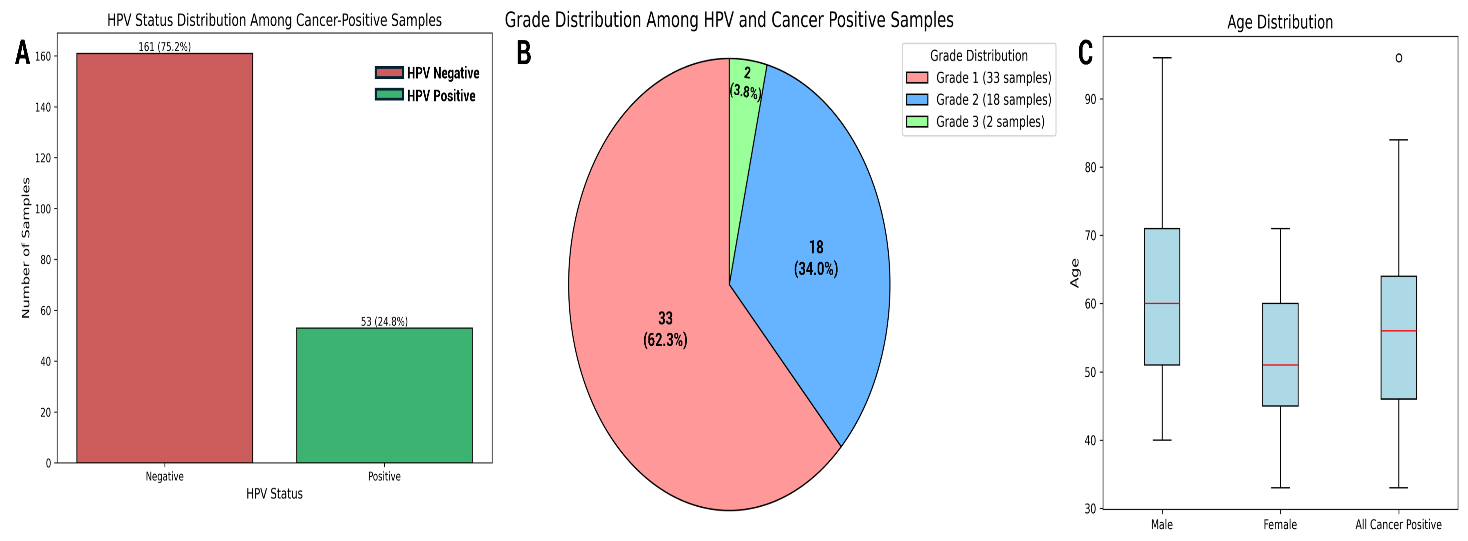 HPV Status Distribution Among Cancer-Positive Samples
A
160
140
120
100
80
60
40
20
0
Number of Samples
161 (75.2%)
53 (24.8%)
HPV Negative
HPV Positive
Negative
Positive
HPV Status
Grade Distribution Among HPV and Cancer Positive Samples
B
2
(3.8%)
18
(34.0%)
33
(62.3%)
Grade Distribution
Grade 1 (33 samples)
Grade 2 (18 samples)
Grade 3 (2 samples)
Age Distribution
C
90
80
70
60
50
40
30
Age
Male
Female
All Cancer Positive